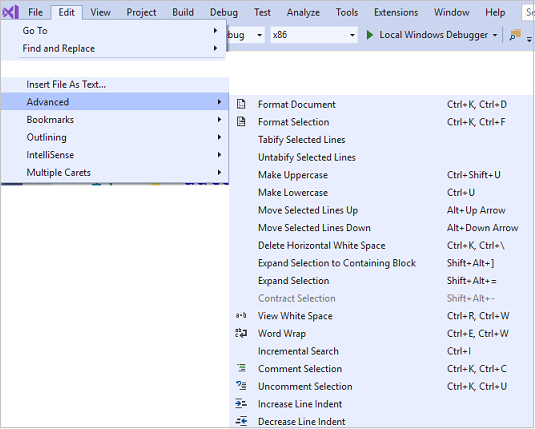 File Edit View Project Build Debug Test Analyze Tools Extensions Window Help Se
Go To
bug x86 Local Windows Debugger
Find and Replace
Insert File As Text...
Advanced
Bookmarks
Outlining
IntelliSense
Multiple Carets
Format Document Ctrl+K, Ctrl+D
Format Selection Ctrl+K, Ctrl+F
Tabify Selected Lines
Untabify Selected Lines
Make Uppercase Ctrl+Shift+U
Make Lowercase Ctrl+U
Move Selected Lines Up Alt+Up Arrow
Move Selected Lines Down Alt+Down Arrow
Delete Horizontal White Space Ctrl+K, Ctrl+\
Expand Selection to Containing Block Shift+Alt+]
Expand Selection Shift+Alt+=
Contract Selection Shift+Alt+-
View White Space Ctrl+R, Ctrl+W
Word Wrap Ctrl+E, Ctrl+W
Incremental Search Ctrl+I
Comment Selection Ctrl+K, Ctrl+C
Uncomment Selection Ctrl+K, Ctrl+U
Increase Line Indent
Decrease Line Indent